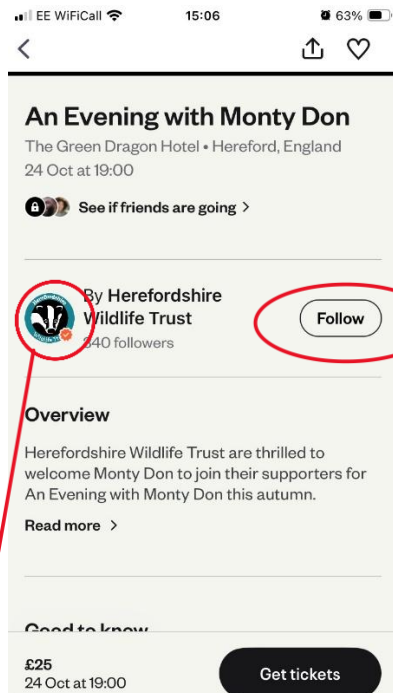 EE WiFiCall 15:06 63%
An Evening with Monty Don
The Green Dragon Hotel • Hereford, England
24 Oct at 19:00
See if friends are going >
By Herefordshire
Wildlife Trust
Follow
340 followers
Overview
Herefordshire Wildlife Trust are thrilled to
welcome Monty Don to join their supporters for
An Evening with Monty Don this autumn.
Read more >
Good to know
£25
24 Oct at 19:00
Get tickets